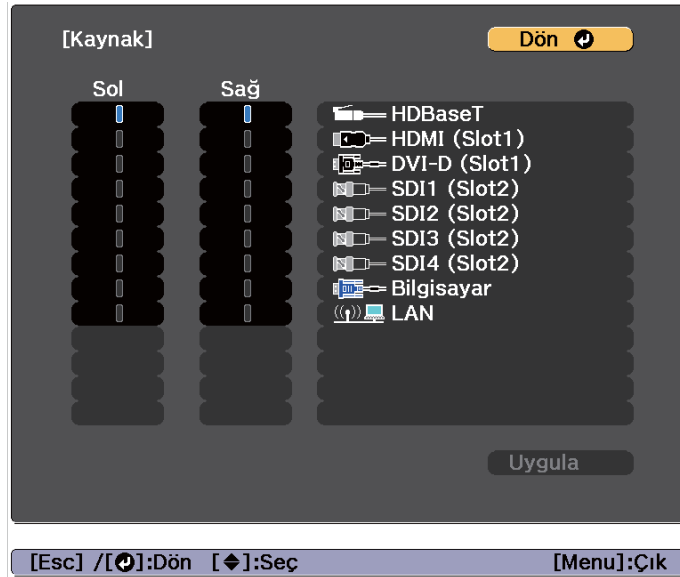 [Kaynak]
Dön
Sol Sağ
HDBaseT
HDMI (Slot1)
DVI-D (Slot1)
SDI1 (Slot2)
SDI2 (Slot2)
SDI3 (Slot2)
SDI4 (Slot2)
Bilgisayar
LAN
Uygula
[Esc] /[⏎]:Dön [◆]:Seç [Menu]:Çık